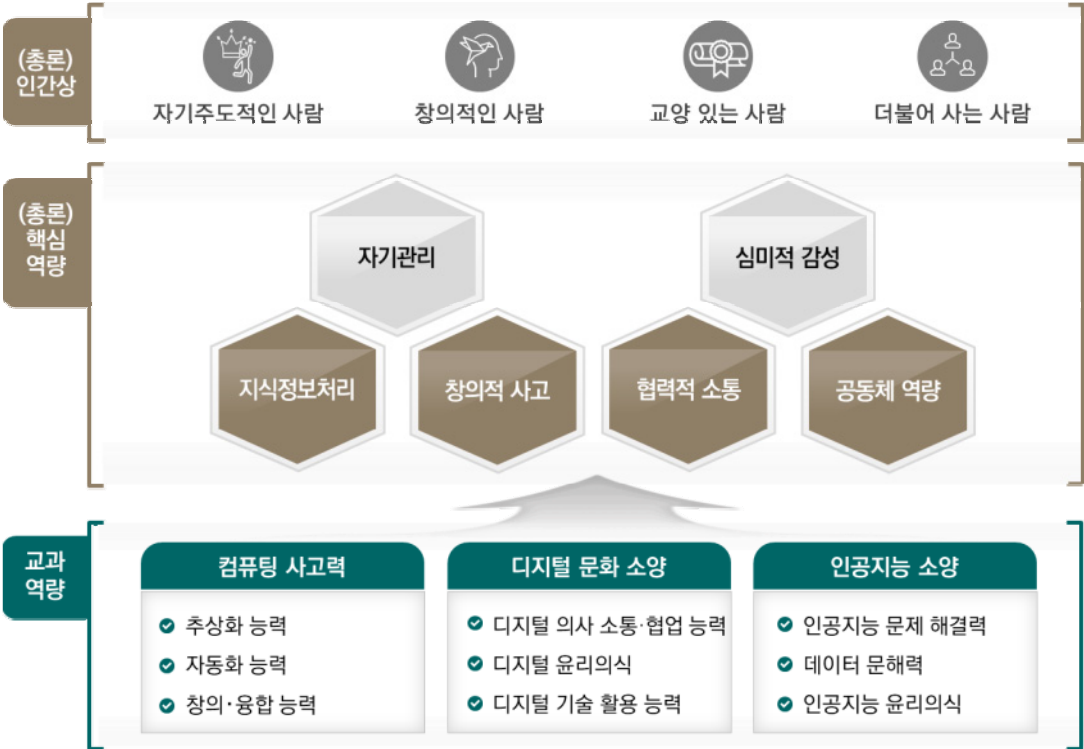 (총론)
인간상
자기주도적인 사람
창의적인 사람
교양 있는 사람
더불어 사는 사람
(총론)
핵심
역량
자기관리
심미적 감성
지식정보처리
창의적 사고
협력적 소통
공동체 역량
교과
역량
컴퓨팅 사고력
추상화 능력
자동화 능력
창의·융합 능력
디지털 문화 소양
디지털 의사 소통·협업 능력
디지털 윤리의식
디지털 기술 활용 능력
인공지능 소양
인공지능 문제 해결력
데이터 문해력
인공지능 윤리의식